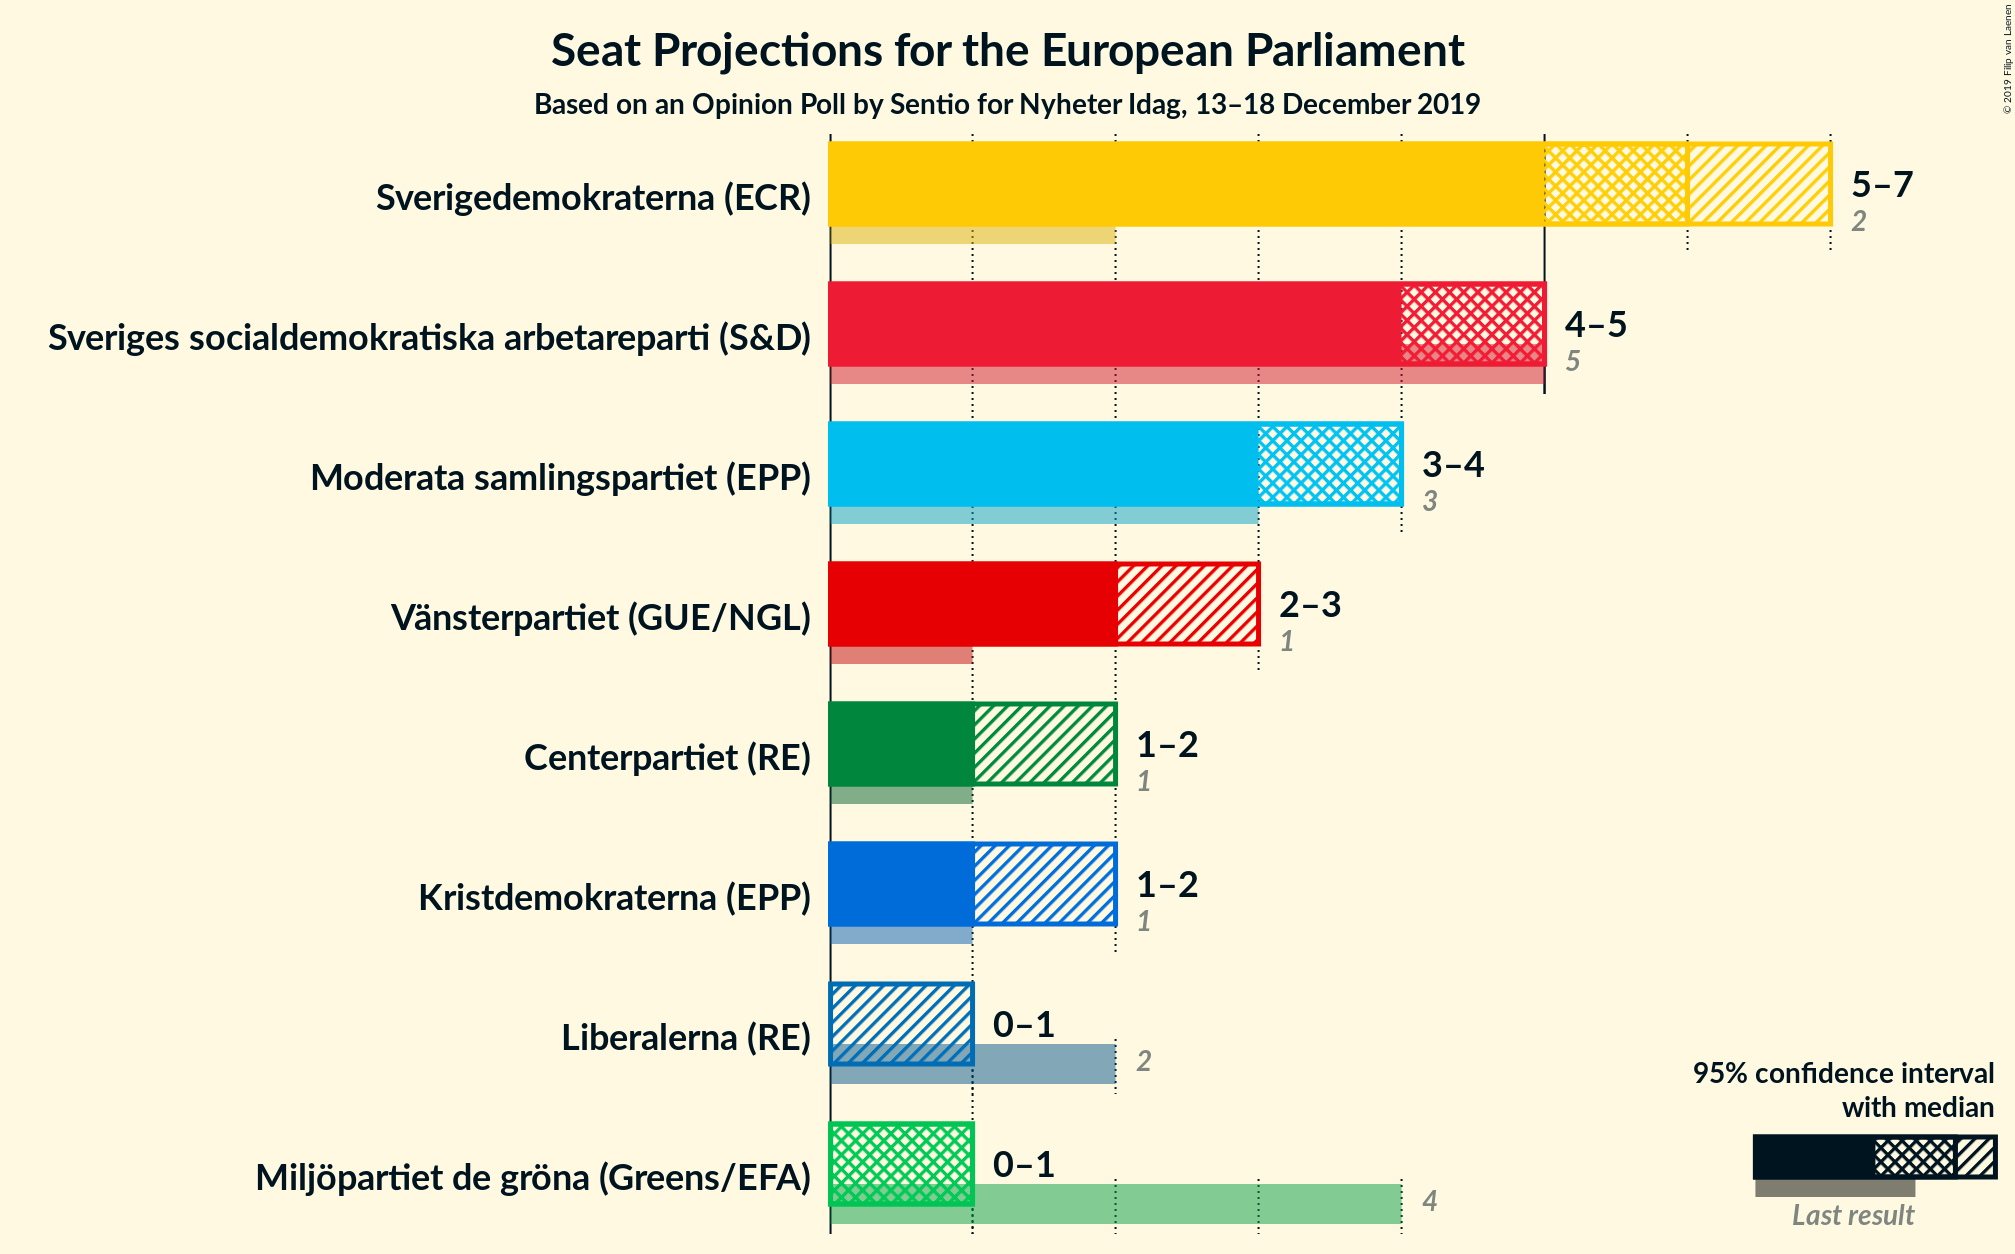 Seat Projections for the European Parliament
Based on an Opinion Poll by Sentio for Nyheter Idag, 13–18 December 2019
© 2019 Filip van Laenen
Sverigedemokraterna (ECR)
5–7
2
Sveriges socialdemokratiska arbetareparti (S&D)
4–5
5
Moderata samlingspartiet (EPP)
3–4
3
Vänsterpartiet (GUE/NGL)
2–3
1
Centerpartiet (RE)
1–2
1
Kristdemokraterna (EPP)
1–2
1
Liberalerna (RE)
0–1
2
Miljöpartiet de gröna (Greens/EFA)
0–1
4
95% confidence interval
with median
Last result